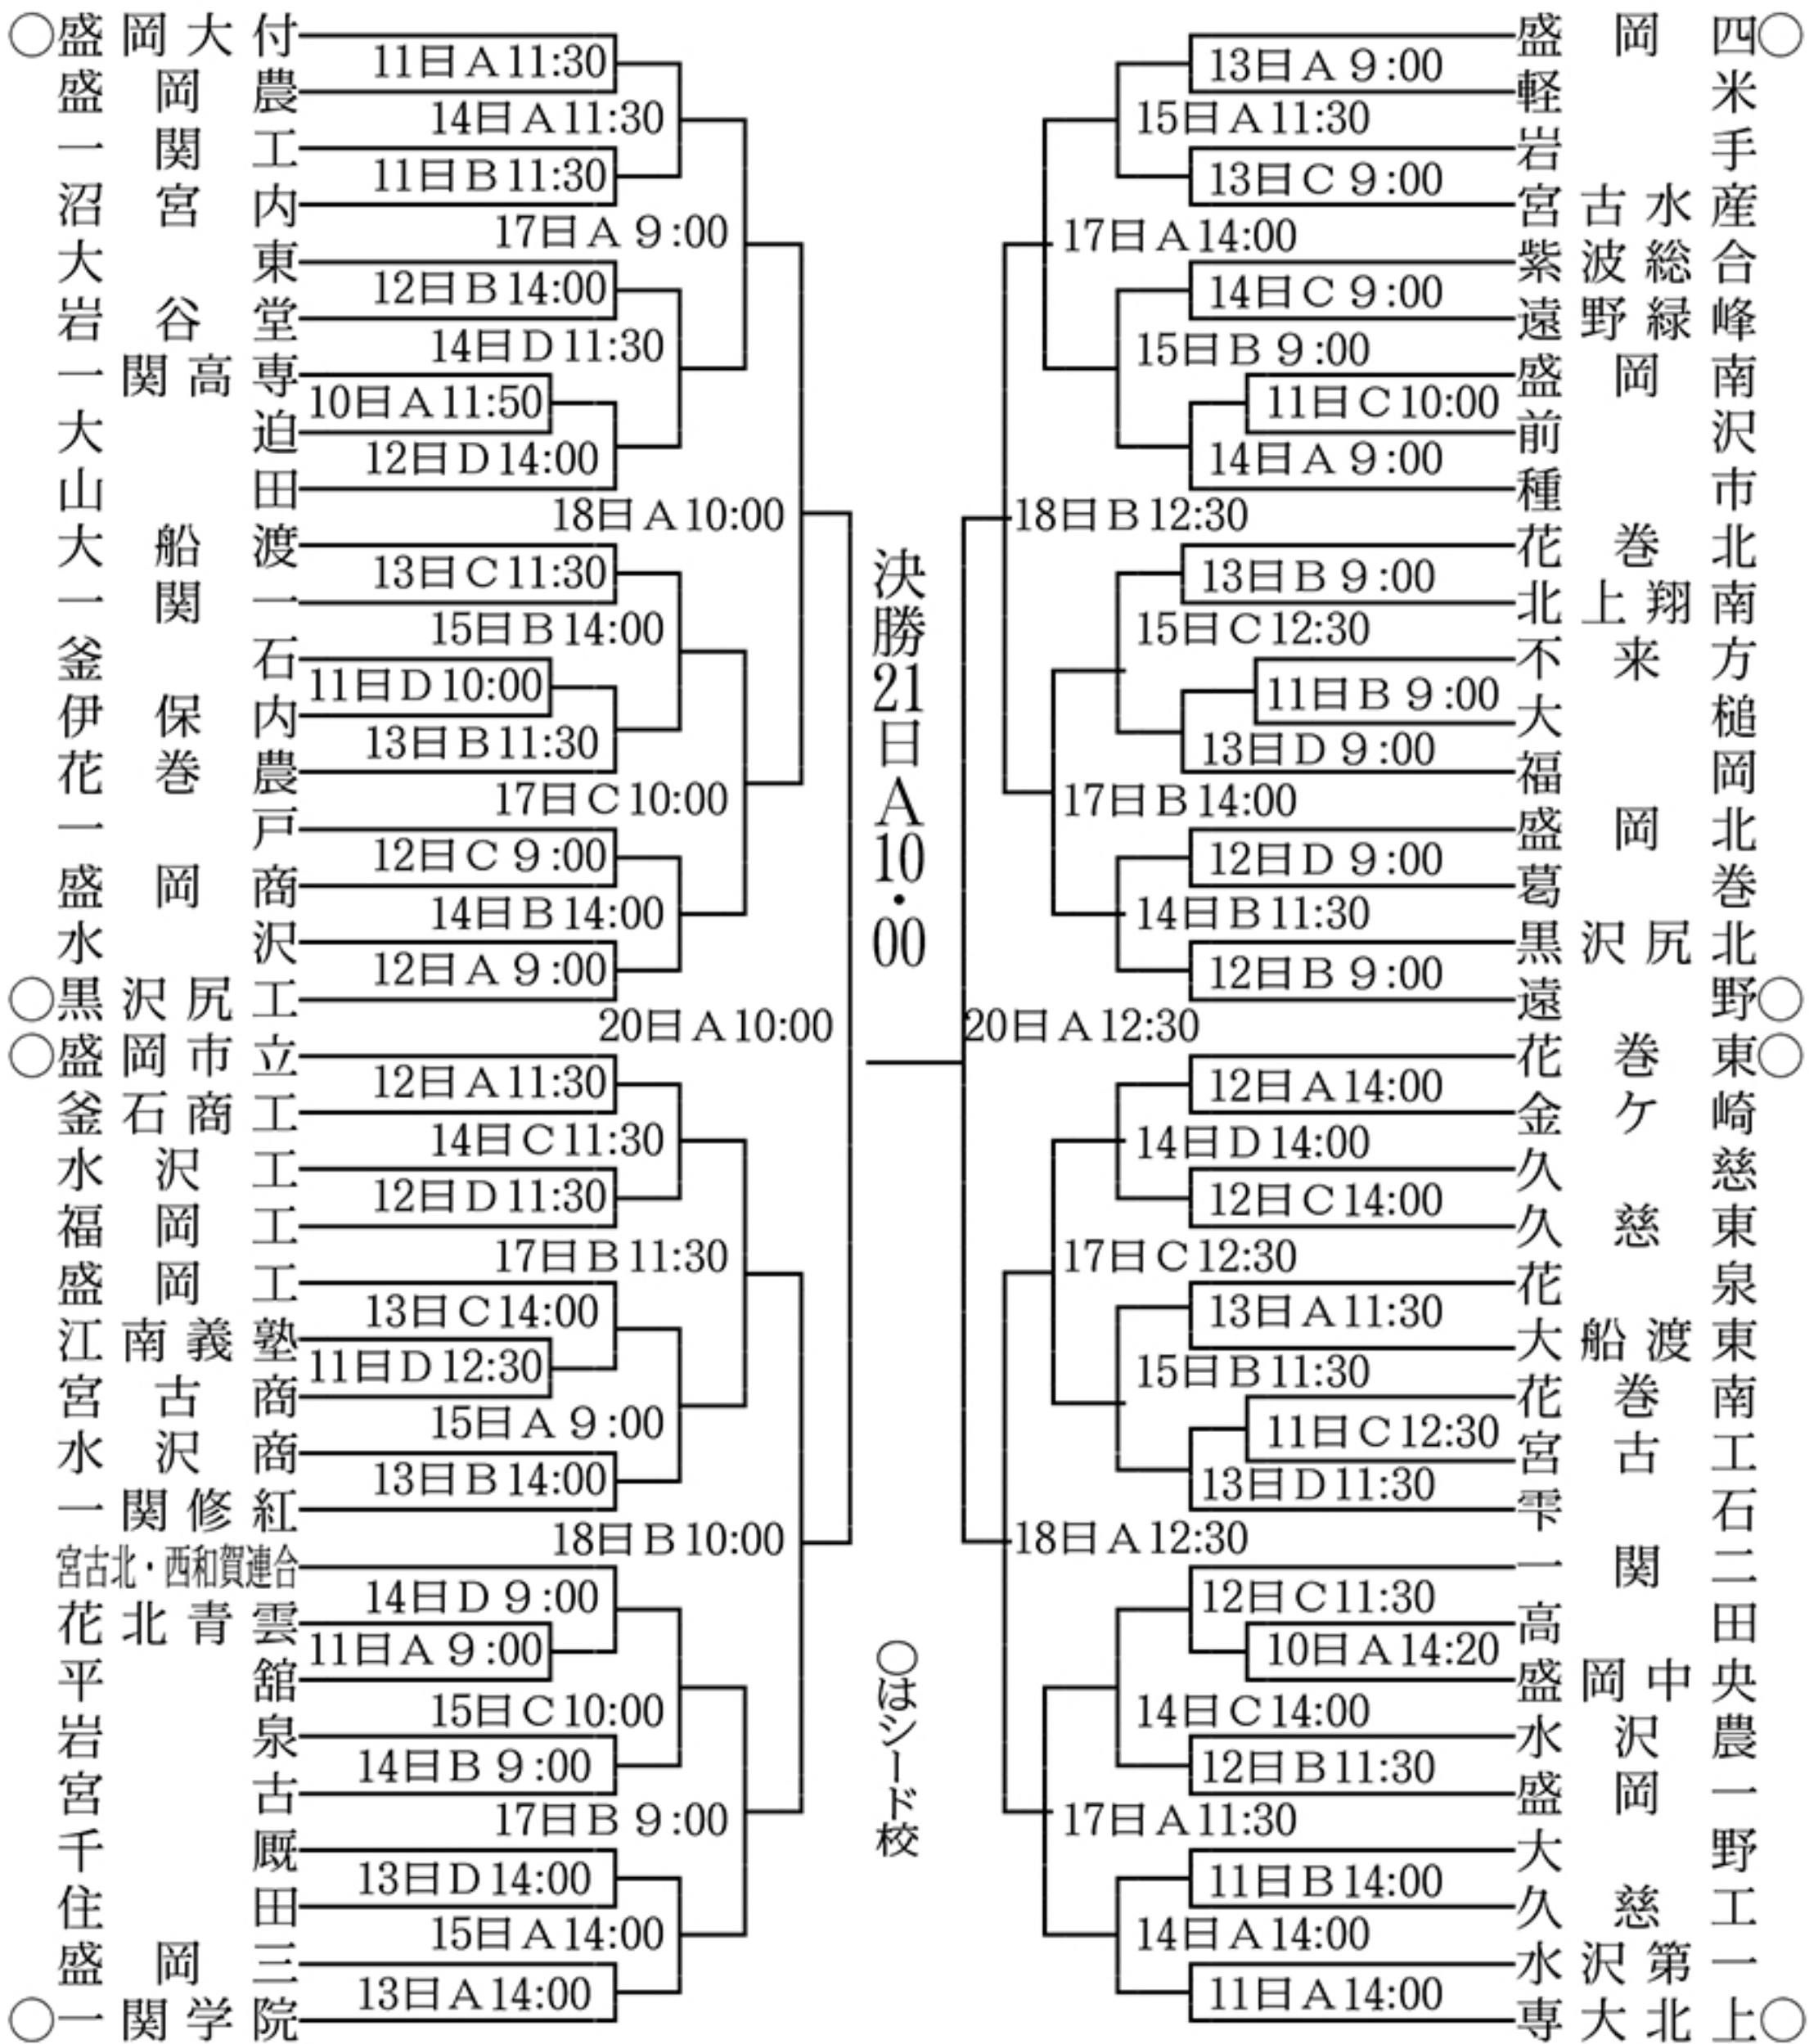 ○盛岡大付
11日A11:30
盛岡農
14日A11:30
一関工
11日B11:30
沼宮内
17日A9:00
大東
12日B14:00
岩谷堂
14日D11:30
一関高専
10日A11:50
大迫
12日D14:00
山田
18日A10:00
大船渡
13日C11:30
一関一
15日B14:00
釜石
11日D10:00
伊保内
13日B11:30
花巻農
17日C10:00
一戸
12日C9:00
盛岡商
14日B14:00
水沢
12日A9:00
○黒沢尻工
20日A10:00
○盛岡市立
12日A11:30
釜石商工
14日C11:30
水沢工
12日D11:30
福岡工
17日B11:30
盛岡工
13日C14:00
江南義塾
11日D12:30
宮古商
15日A9:00
水沢商
13日B14:00
一関修紅
18日B10:00
宮古北・西和賀連合
14日D9:00
花北青雲
11日A9:00
平舘
15日C10:00
岩泉
14日B9:00
宮古
17日B9:00
千厩
13日D14:00
住田
15日A14:00
盛岡三
13日A14:00
○一関学院
決勝21日A10・00
○はシード校
盛岡四○
13日A9:00
軽米
15日A11:30
岩手
13日C9:00
宮古水産
17日A14:00
紫波総合
14日C9:00
遠野緑峰
15日B9:00
盛岡南
11日C10:00
前沢
14日A9:00
種市
18日B12:30
花巻北
13日B9:00
北上翔南
15日C12:30
不来方
11日B9:00
大槌
13日D9:00
福岡
17日B14:00
盛岡北
12日D9:00
葛巻
14日B11:30
黒沢尻北
12日B9:00
遠野○
20日A12:30
花巻東○
12日A14:00
金ケ崎
14日D14:00
久慈
12日C14:00
久慈東
17日C12:30
花泉
13日A11:30
大船渡東
15日B11:30
花巻南
11日C12:30
宮古工
13日D11:30
雫石
18日A12:30
一関二
12日C11:30
高田
10日A14:20
盛岡中央
14日C14:00
水沢農
12日B11:30
盛岡一
17日A11:30
大野
11日B14:00
久慈工
14日A14:00
水沢第一
11日A14:00
専大北上○